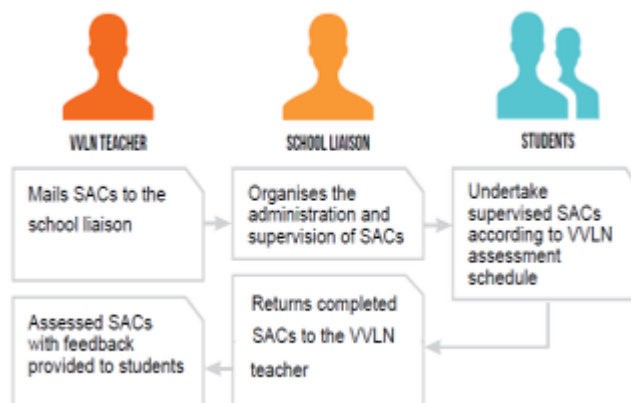 VVLN TEACHER
SCHOOL LIAISON
STUDENTS
Mails SACs to the
school liaison
Organises the
administration and
supervision of SACs
Undertake
supervised SACs
according to VVLN
assessment
schedule
Returns completed
SACs to the VVLN
teacher
Assessed SACs
with feedback
provided to students